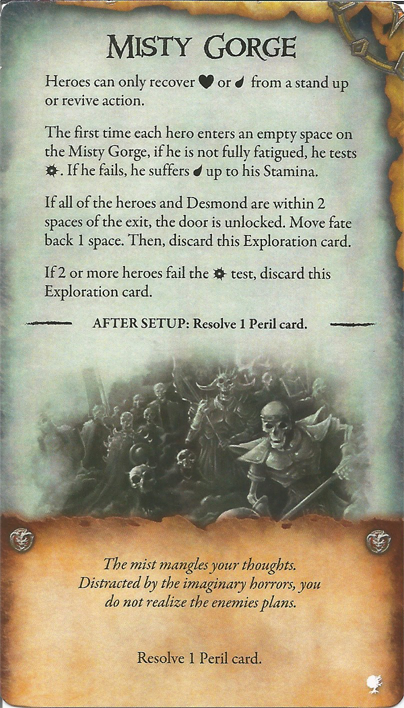 Misty Gorge
Heroes can only recover or from a stand up
or revive action.
The first time each hero enters an empty space on
the Misty Gorge, if he is not fully fatigued, he tests
. If he fails, he suffers up to his Stamina.
If all of the heroes and Desmond are within 2
spaces of the exit, the door is unlocked. Move fate
back 1 space. Then, discard this Exploration card.
If 2 or more heroes fail the test, discard this
Exploration card.
AFTER SETUP: Resolve 1 Peril card.
The mist mangles your thoughts.
Distracted by the imaginary horrors, you
do not realize the enemies plans.
Resolve 1 Peril card.